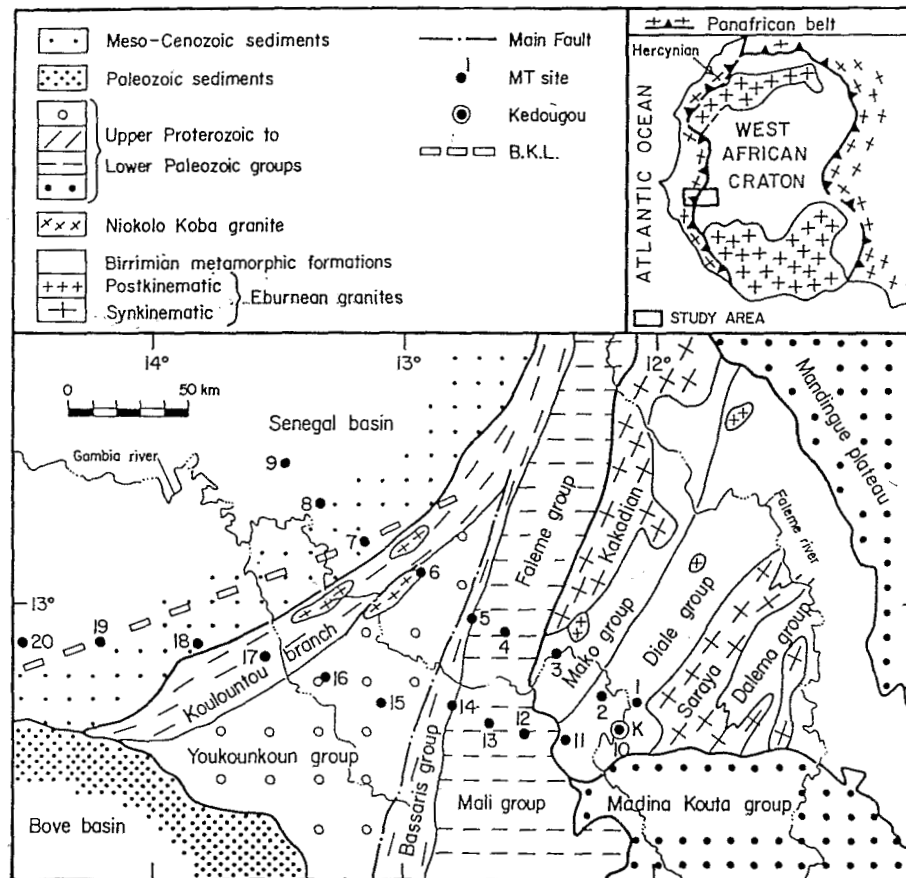 Meso-Cenozoic sediments
Paleozoic sediments
Upper Proterozoic to
Lower Paleozoic groups
Niokolo Koba granite
Birrimian metamorphic formations
Postkinematic
Synkinematic
Eburnean granites
Main Fault
1
MT site
Kedougou
B.K.L.
Panafrican belt
Hercynian
ATLANTIC OCEAN
WEST
AFRICAN
CRATON
STUDY AREA
14°
13°
12°
0
50 km
Senegal basin
Gambia river
9
8
7
6
13°
20
19
18
17
Koulountou branch
16
15
5
4
14
13
12
3
11
2
1
K
10
Faleme group
Kakadian
Mako group
Diale group
Saraya
Dalema group
Faleme river
Mandingue plateau
Youkounkoun group
Bassaris group
Mali group
Madina Kouta group
Bove basin